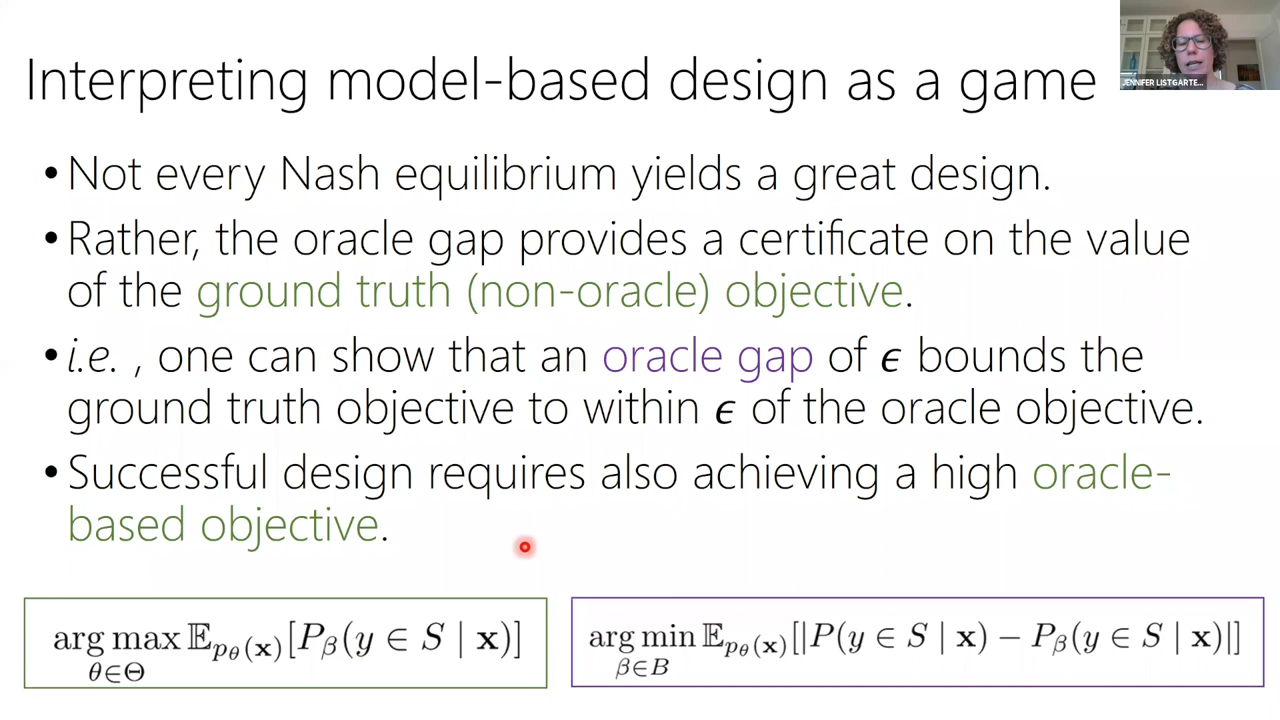 JENNIFER LISTGARTE...
Interpreting model-based design as a game
• Not every Nash equilibrium yields a great design.
• Rather, the oracle gap provides a certificate on the value
of the ground truth (non-oracle) objective.
• i.e. , one can show that an oracle gap of ϵ bounds the
ground truth objective to within ϵ of the oracle objective.
• Successful design requires also achieving a high oracle-
based objective.
arg max 𝔼_{p_θ(𝐱)}[P_β(y ∈ S | 𝐱)]
θ∈Θ
arg min 𝔼_{p_θ(𝐱)}[|P(y ∈ S | 𝐱) − P_β(y ∈ S | 𝐱)|]
β∈B